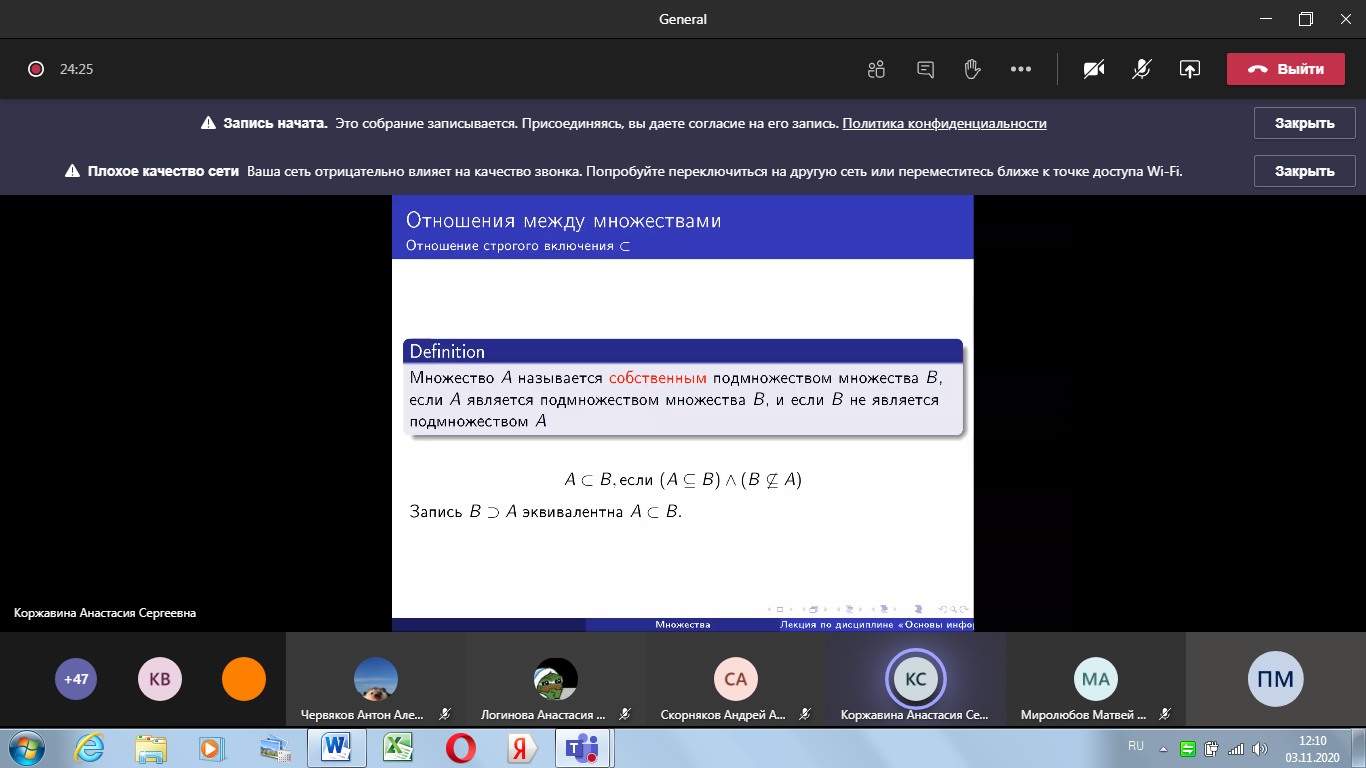 General
24:25
Выйти
Запись начата. Это собрание записывается. Присоединяясь, вы даете согласие на его запись. Политика конфиденциальности
Закрыть
Плохое качество сети Ваша сеть отрицательно влияет на качество звонка. Попробуйте переключиться на другую сеть или переместитесь ближе к точке доступа Wi-Fi.
Закрыть
Отношения между множествами
Отношение строгого включения ⊂
Definition
Множество A называется собственным подмножеством множества B,
если A является подмножеством множества B, и если B не является
подмножеством A
A ⊂ B, если (A ⊆ B) ∧ (B ⊈ A)
Запись B ⊃ A эквивалентна A ⊂ B.
Коржавина Анастасия Сергеевна
Множества
Лекция по дисциплине «Основы инфор
+47
КВ
СА
КС
МА
ПМ
Червяков Антон Але...
Логинова Анастасия ...
Скорняков Андрей А...
Коржавина Анастасия Се...
Миролюбов Матвей ...
RU
12:10
03.11.2020